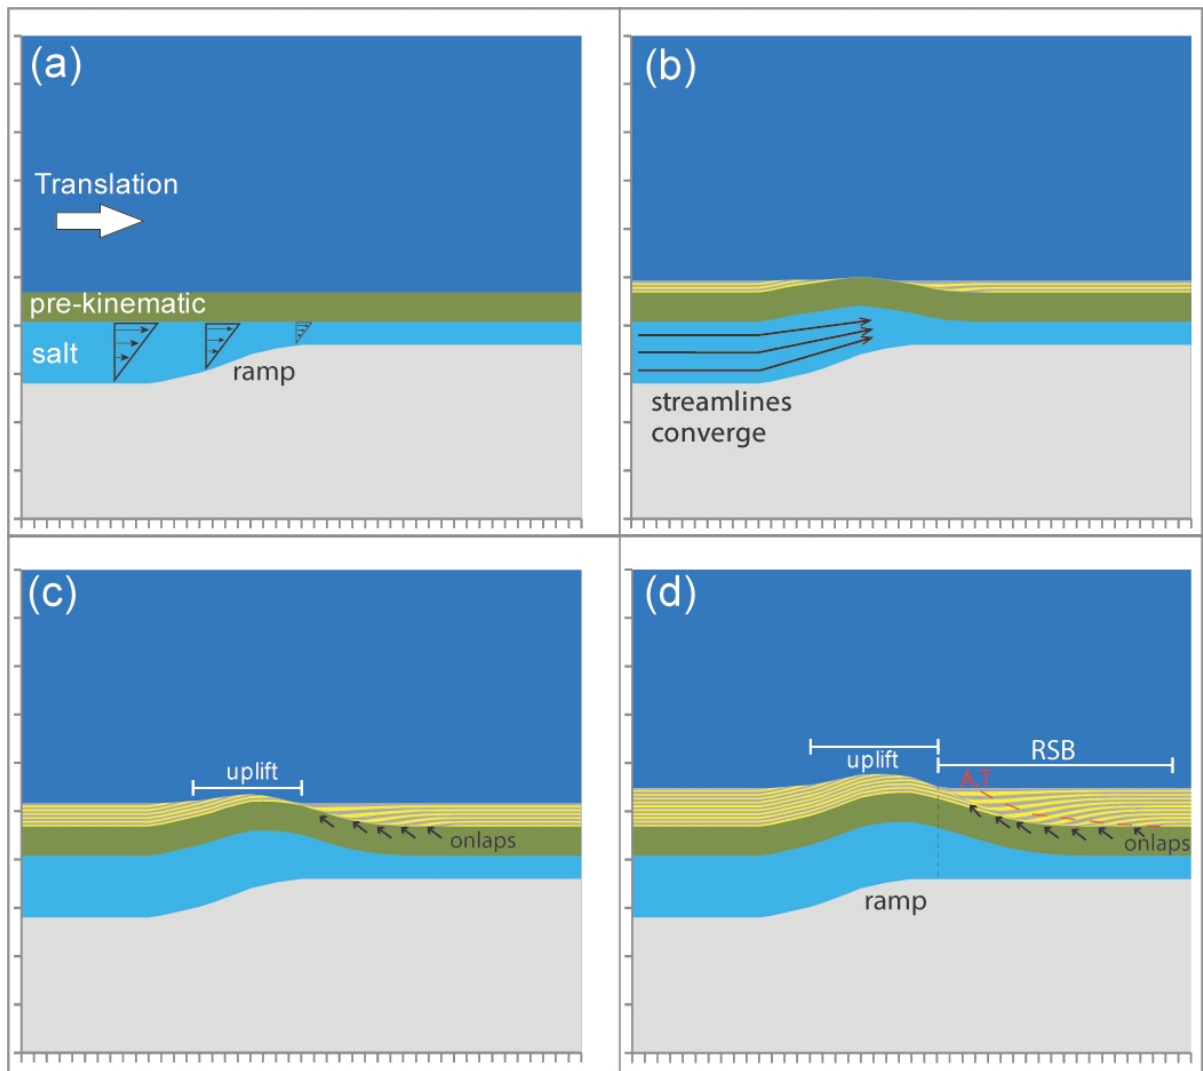 (a)
Translation
pre-kinematic
salt
ramp
(b)
streamlines
converge
(c)
uplift
onlaps
(d)
uplift
RSB
A.T
onlaps
ramp